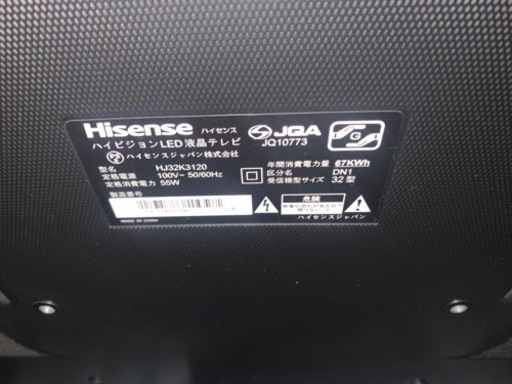 Hisense ハイセンス
ハイビジョンLED液晶テレビ
ハイセンスジャパン株式会社
型名 HJ32K3120
定格電源 100V~ 50/60Hz
定格消費電力 55W
製造番号
MADE IN CHINA
JQA
JQ10773
G
年間消費電力量 67KWh
区分名 DN1
受信機型サイズ 32 型
危険
ハイセンスジャパン